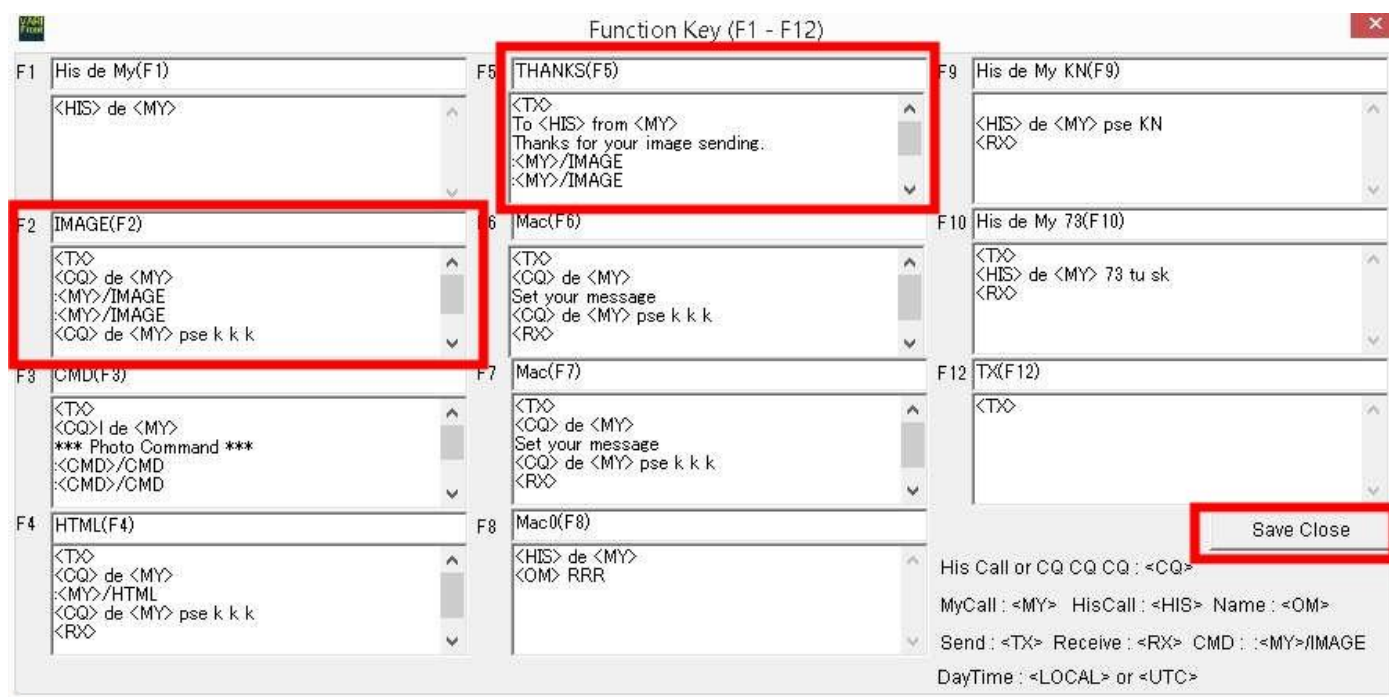 VARI
Front
Function Key (F1 - F12)
F1 His de My(F1)
<HIS> de <MY>
F2 IMAGE(F2)
<TX>
<CQ> de <MY>
:<MY>/IMAGE
:<MY>/IMAGE
<CQ> de <MY> pse k k k
F3 CMD(F3)
<TX>
<CQ>l de <MY>
*** Photo Command ***
:<CMD>/CMD
:<CMD>/CMD
F4 HTML(F4)
<TX>
<CQ> de <MY>
:<MY>/HTML
<CQ> de <MY> pse k k k
<RX>
F5 THANKS(F5)
<TX>
To <HIS> from <MY>
Thanks for your image sending.
:<MY>/IMAGE
:<MY>/IMAGE
F6 Mac(F6)
<TX>
<CQ> de <MY>
Set your message
<CQ> de <MY> pse k k k
<RX>
F7 Mac(F7)
<TX>
<CQ> de <MY>
Set your message
<CQ> de <MY> pse k k k
<RX>
F8 Mac0(F8)
<HIS> de <MY>
<OM> RRR
F9 His de My KN(F9)
<HIS> de <MY> pse KN
<RX>
F10 His de My 73(F10)
<TX>
<HIS> de <MY> 73 tu sk
<RX>
F12 TX(F12)
<TX>
Save Close
His Call or CQ CQ CQ : <CQ>
MyCall : <MY> HisCall : <HIS> Name : <OM>
Send : <TX> Receive : <RX> CMD : :<MY>/IMAGE
DayTime : <LOCAL> or <UTC>